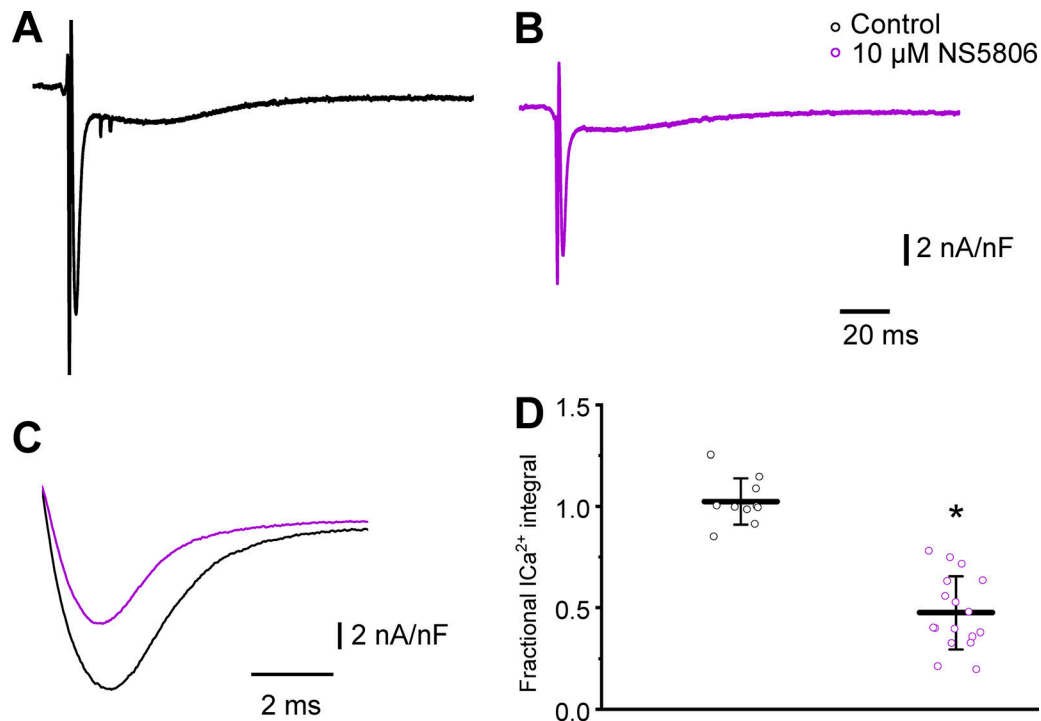 A
B
Control
10 µM NS5806
2 nA/nF
20 ms
C
2 nA/nF
2 ms
D
Fractional ICa²⁺ integral
1.5
1.0
0.5
0.0
*